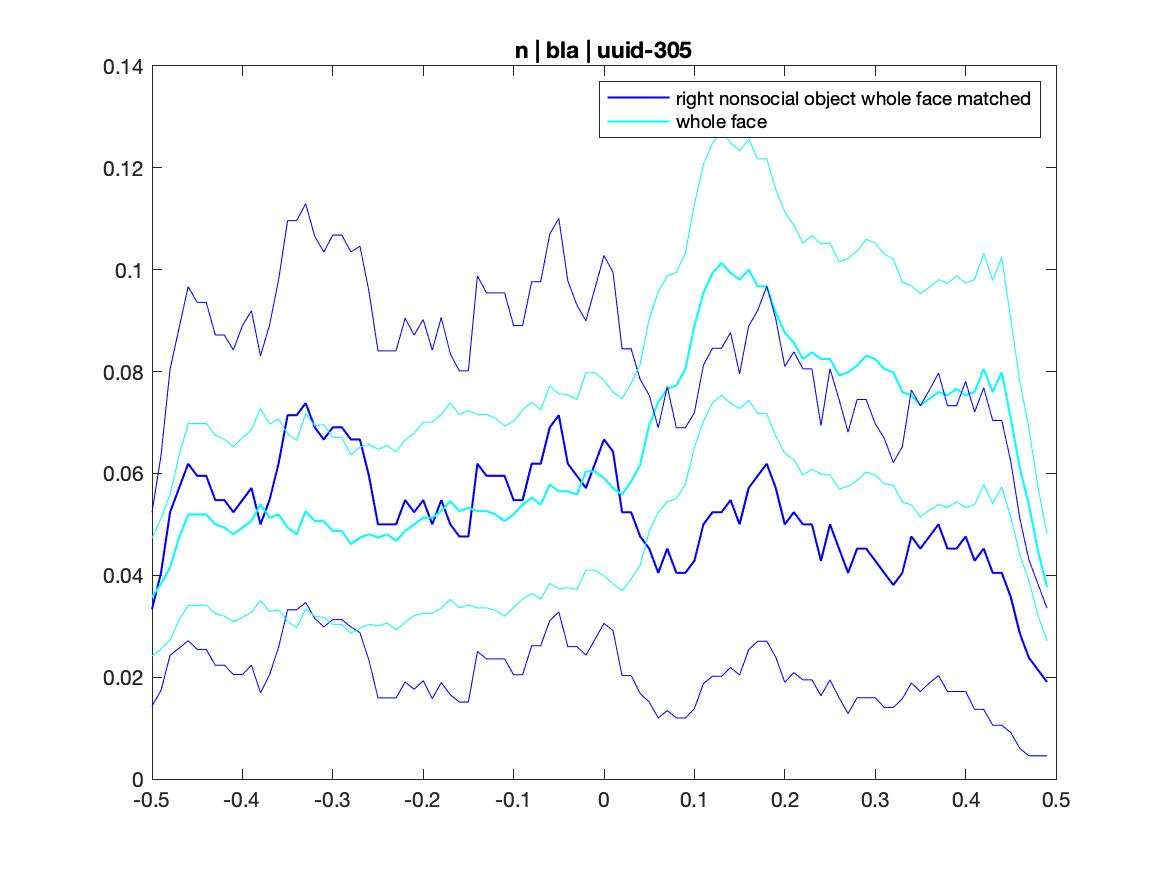 n | bla | uuid-305
right nonsocial object whole face matched
whole face
0.14
0.12
0.1
0.08
0.06
0.04
0.02
0
-0.5 -0.4 -0.3 -0.2 -0.1 0 0.1 0.2 0.3 0.4 0.5